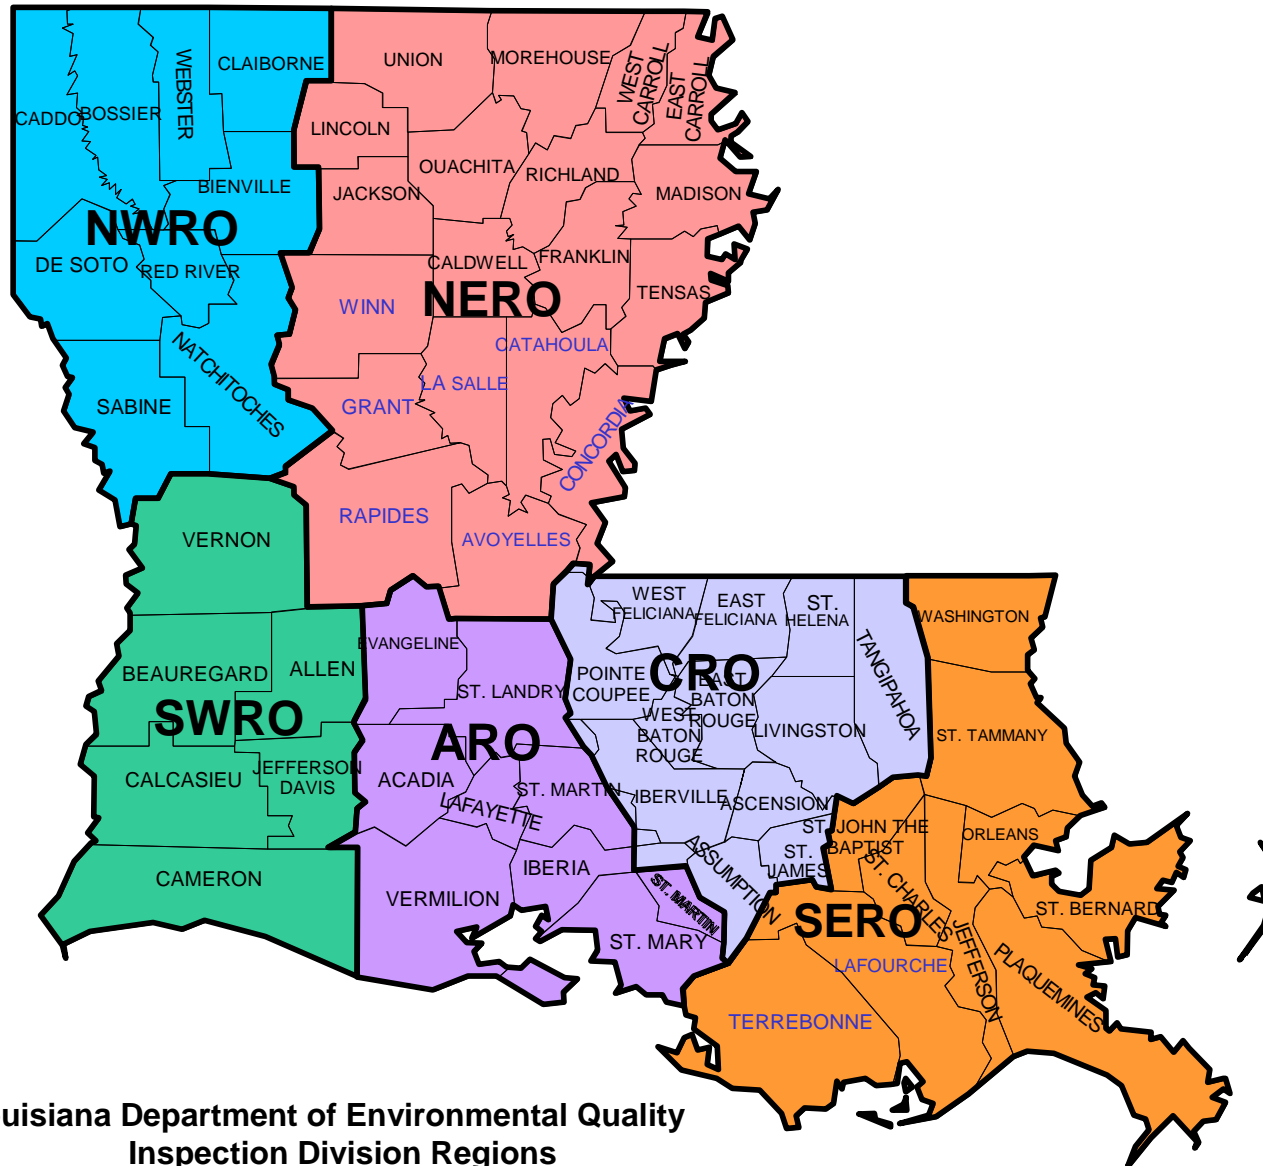 CLAIBORNE
UNION
MOREHOUSE
WEBSTER
WEST
CARROLL
EAST
CARROLL
CADDO
BOSSIER
LINCOLN
OUACHITA
RICHLAND
BIENVILLE
JACKSON
MADISON
NWRO
DE SOTO
RED RIVER
CALDWELL
FRANKLIN
NERO
TENSAS
WINN
CATAHOULA
NATCHITOCHES
LA SALLE
SABINE
GRANT
CONCORDIA
RAPIDES
AVOYELLES
VERNON
WEST
FELICIANA
EAST
FELICIANA
ST.
HELENA
WASHINGTON
EVANGELINE
TANGIPAHOA
BEAUREGARD
ALLEN
ST. LANDRY
POINTE
COUPEE
CRO
EAST
BATON
ROUGE
WEST
BATON
ROUGE
LIVINGSTON
ST. TAMMANY
SWRO
ARO
CALCASIEU
JEFFERSON
DAVIS
ACADIA
LAFAYETTE
ST. MARTIN
IBERVILLE
ASCENSION
ST. JOHN THE
BAPTIST
ORLEANS
ST.
JAMES
ASSUMPTION
ST. CHARLES
CAMERON
VERMILION
IBERIA
ST. MARTIN
ST. MARY
SERO
ST. BERNARD
LAFOURCHE
JEFFERSON
PLAQUEMINES
TERREBONNE
uisiana Department of Environmental Quality
Inspection Division Regions